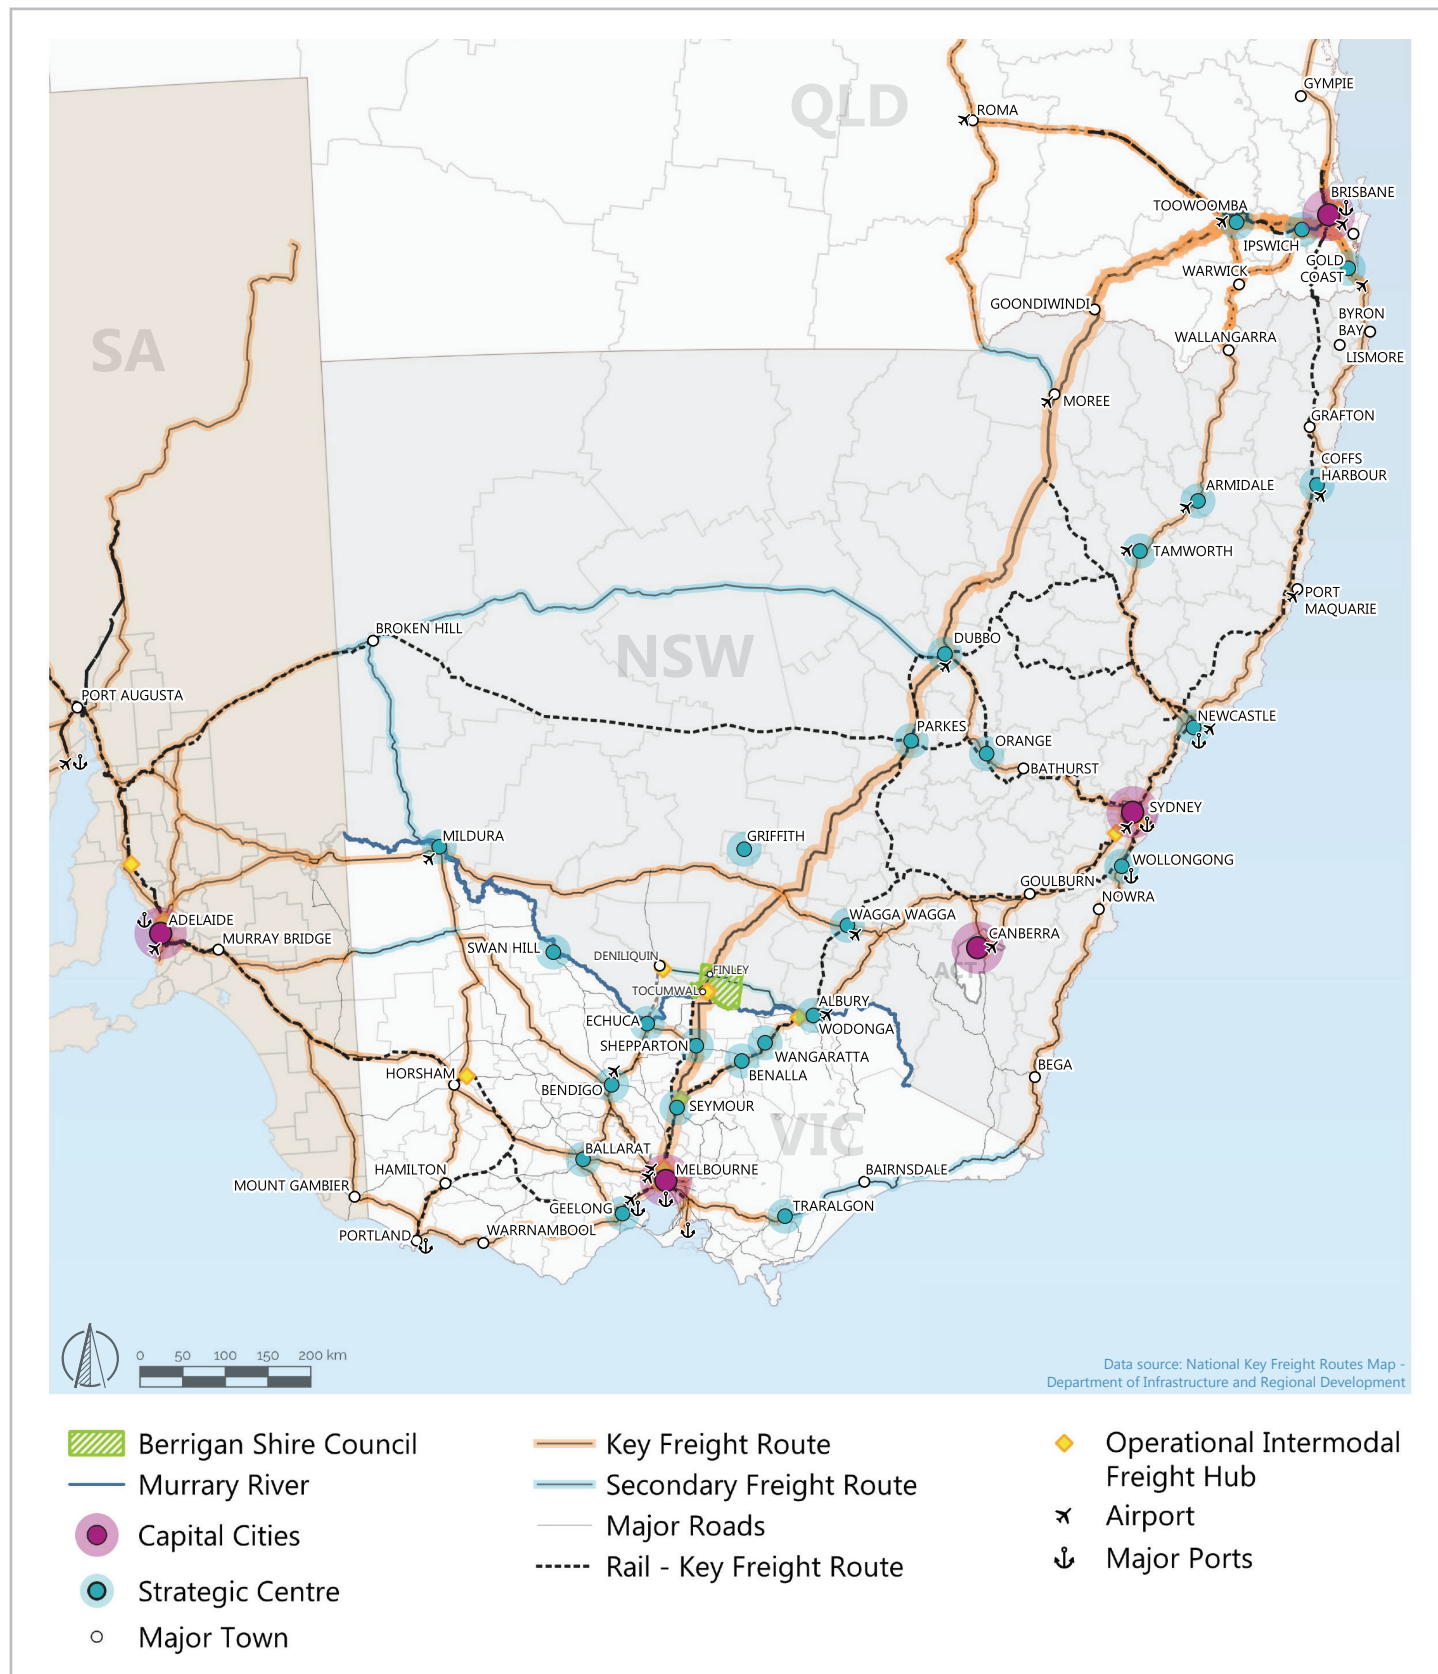 GYMPIE
QLD
ROMA
BRISBANE
TOOWOOMBA
IPSWICH
GOLD
COAST
WARWICK
GOONDIWINDI
BYRON
BAY
WALLANGARRA
LISMORE
SA
MOREE
GRAFTON
COFFS
HARBOUR
ARMIDALE
TAMWORTH
PORT
MAQUARIE
BROKEN HILL
DUBBO
NSW
PORT AUGUSTA
NEWCASTLE
PARKES
ORANGE
BATHURST
SYDNEY
MILDURA
GRIFFITH
WOLLONGONG
GOULBURN
NOWRA
ADELAIDE
WAGGA WAGGA
MURRAY BRIDGE
CANBERRA
SWAN HILL
DENILIQUIN
FINLEY
ACT
TOCUMWAL
ALBURY
ECHUCA
WODONGA
SHEPPARTON
WANGARATTA
BEGA
HORSHAM
BENALLA
BENDIGO
SEYMOUR
VIC
BALLARAT
HAMILTON
MELBOURNE
BAIRNSDALE
MOUNT GAMBIER
GEELONG
TRARALGON
PORTLAND
WARRNAMBOOL
0 50 100 150 200 km
Data source: National Key Freight Routes Map -
Department of Infrastructure and Regional Development
Berrigan Shire Council
Murrary River
Capital Cities
Strategic Centre
Major Town
Key Freight Route
Secondary Freight Route
Major Roads
Rail - Key Freight Route
Operational Intermodal
Freight Hub
Airport
Major Ports